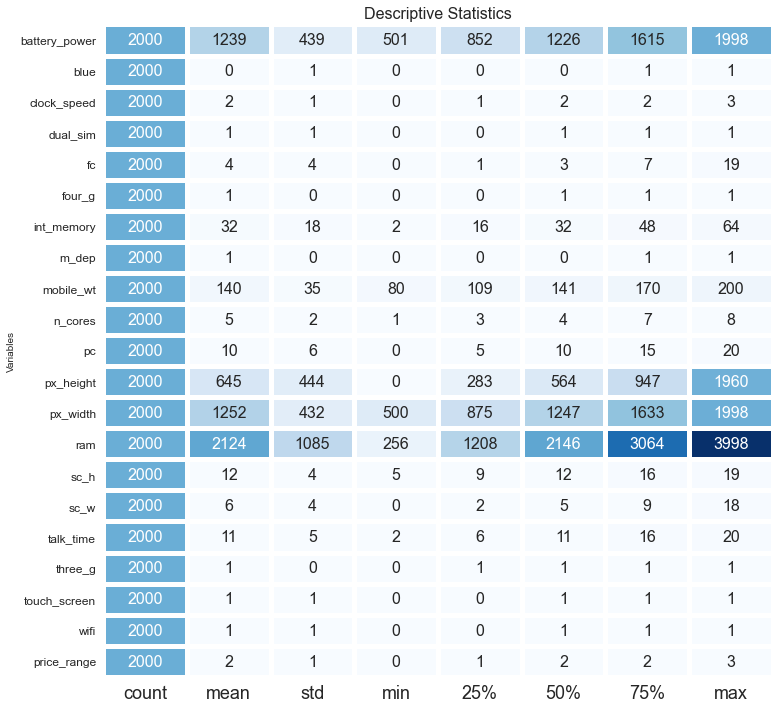 Descriptive Statistics
battery_power 2000 1239 439 501 852 1226 1615 1998
blue 2000 0 1 0 0 0 1 1
clock_speed 2000 2 1 0 1 2 2 3
dual_sim 2000 1 1 0 0 1 1 1
fc 2000 4 4 0 1 3 7 19
four_g 2000 1 0 0 0 1 1 1
int_memory 2000 32 18 2 16 32 48 64
m_dep 2000 1 0 0 0 0 1 1
mobile_wt 2000 140 35 80 109 141 170 200
n_cores 2000 5 2 1 3 4 7 8
pc 2000 10 6 0 5 10 15 20
Variables
px_height 2000 645 444 0 283 564 947 1960
px_width 2000 1252 432 500 875 1247 1633 1998
ram 2000 2124 1085 256 1208 2146 3064 3998
sc_h 2000 12 4 5 9 12 16 19
sc_w 2000 6 4 0 2 5 9 18
talk_time 2000 11 5 2 6 11 16 20
three_g 2000 1 0 0 1 1 1 1
touch_screen 2000 1 1 0 0 1 1 1
wifi 2000 1 1 0 0 1 1 1
price_range 2000 2 1 0 1 2 2 3
count mean std min 25% 50% 75% max